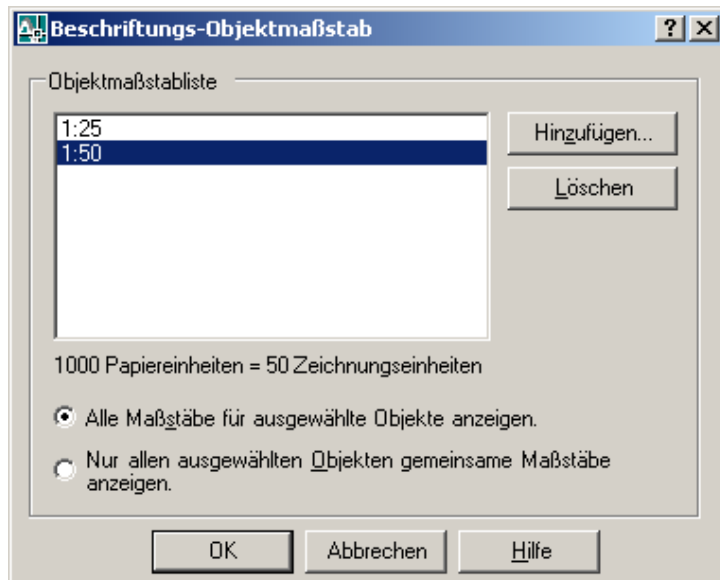 Beschriftungs-Objektmaßstab
Objektmaßstabliste
1:25
1:50
Hinzufügen...
Löschen
1000 Papiereinheiten = 50 Zeichnungseinheiten
Alle Maßstäbe für ausgewählte Objekte anzeigen.
Nur allen ausgewählten Objekten gemeinsame Maßstäbe
anzeigen.
OK
Abbrechen
Hilfe